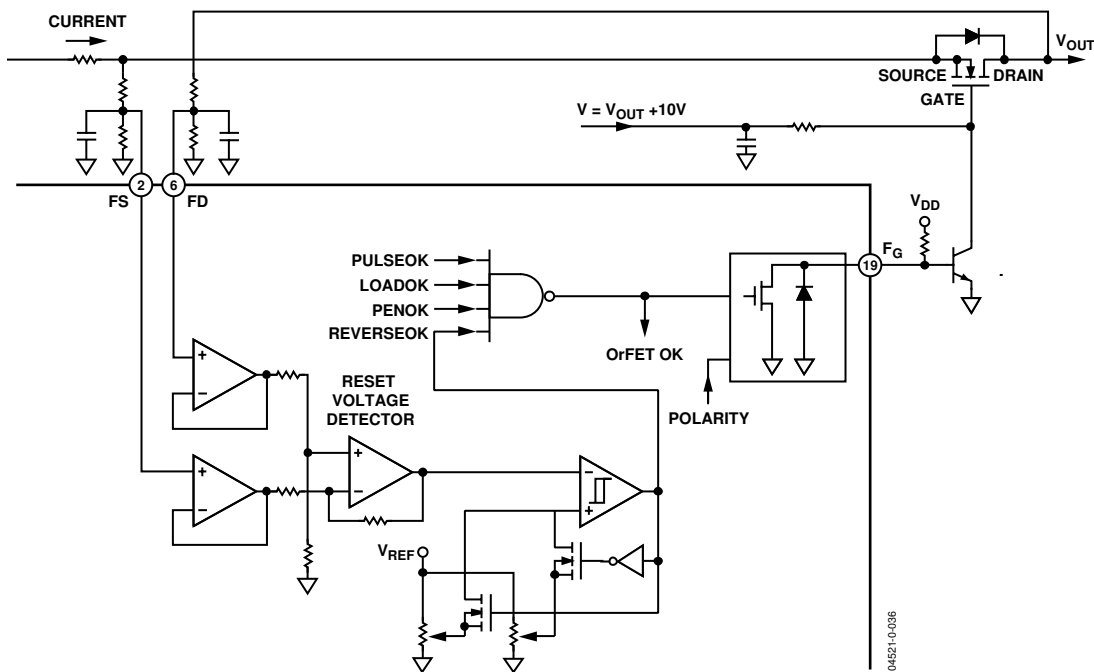 CURRENT
VOUT
SOURCE
DRAIN
GATE
V = VOUT +10V
2
6
FS
FD
VDD
FG
19
PULSEOK
LOADOK
PENOK
REVERSEOK
OrFET OK
POLARITY
RESET
VOLTAGE
DETECTOR
+
–
+
–
+
–
–
+
VREF
04521-0-036